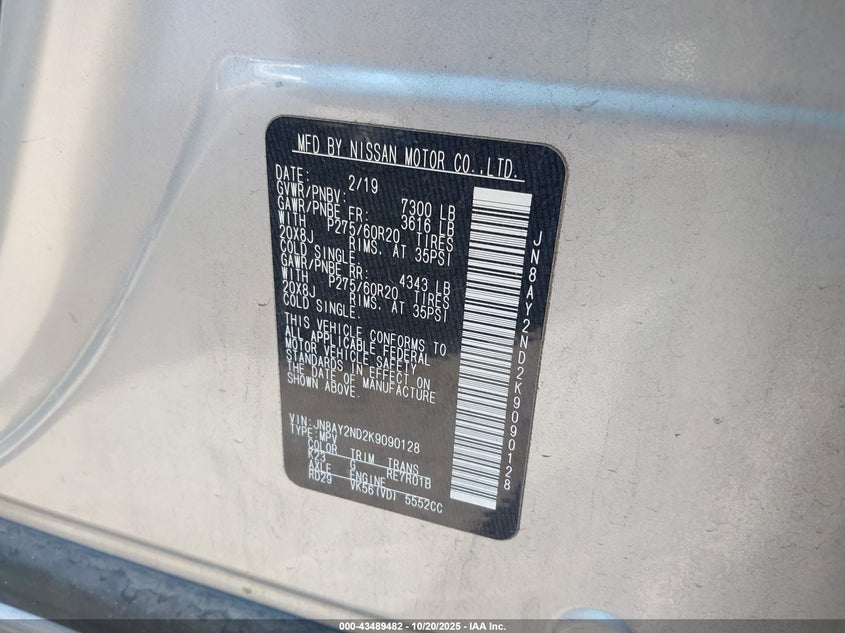 MFD BY NISSAN MOTOR CO.,LTD.
DATE: 2/19
GVWR/PNBV: 7300 LB
GAWR/PNBE FR: 3616 LB
WITH P275/60R20 TIRES
20X8J RIMS. AT 35PSI
COLD SINGLE.
GAWR/PNBE RR: 4343 LB
WITH P275/60R20 TIRES
20X8J RIMS. AT 35PSI
COLD SINGLE.
THIS VEHICLE CONFORMS TO
ALL APPLICABLE FEDERAL
MOTOR VEHICLE SAFETY
STANDARDS IN EFFECT ON
THE DATE OF MANUFACTURE
SHOWN ABOVE.
VIN: JN8AY2ND2K9090128
TYPE: MPV
COLOR TRIM TRANS
K23 G RE7R01B
AXLE ENGINE
RD29 VK56(VD) 5552CC
JN8AY2ND2K9090128
000-43489482 - 10/20/2025 - IAA Inc.